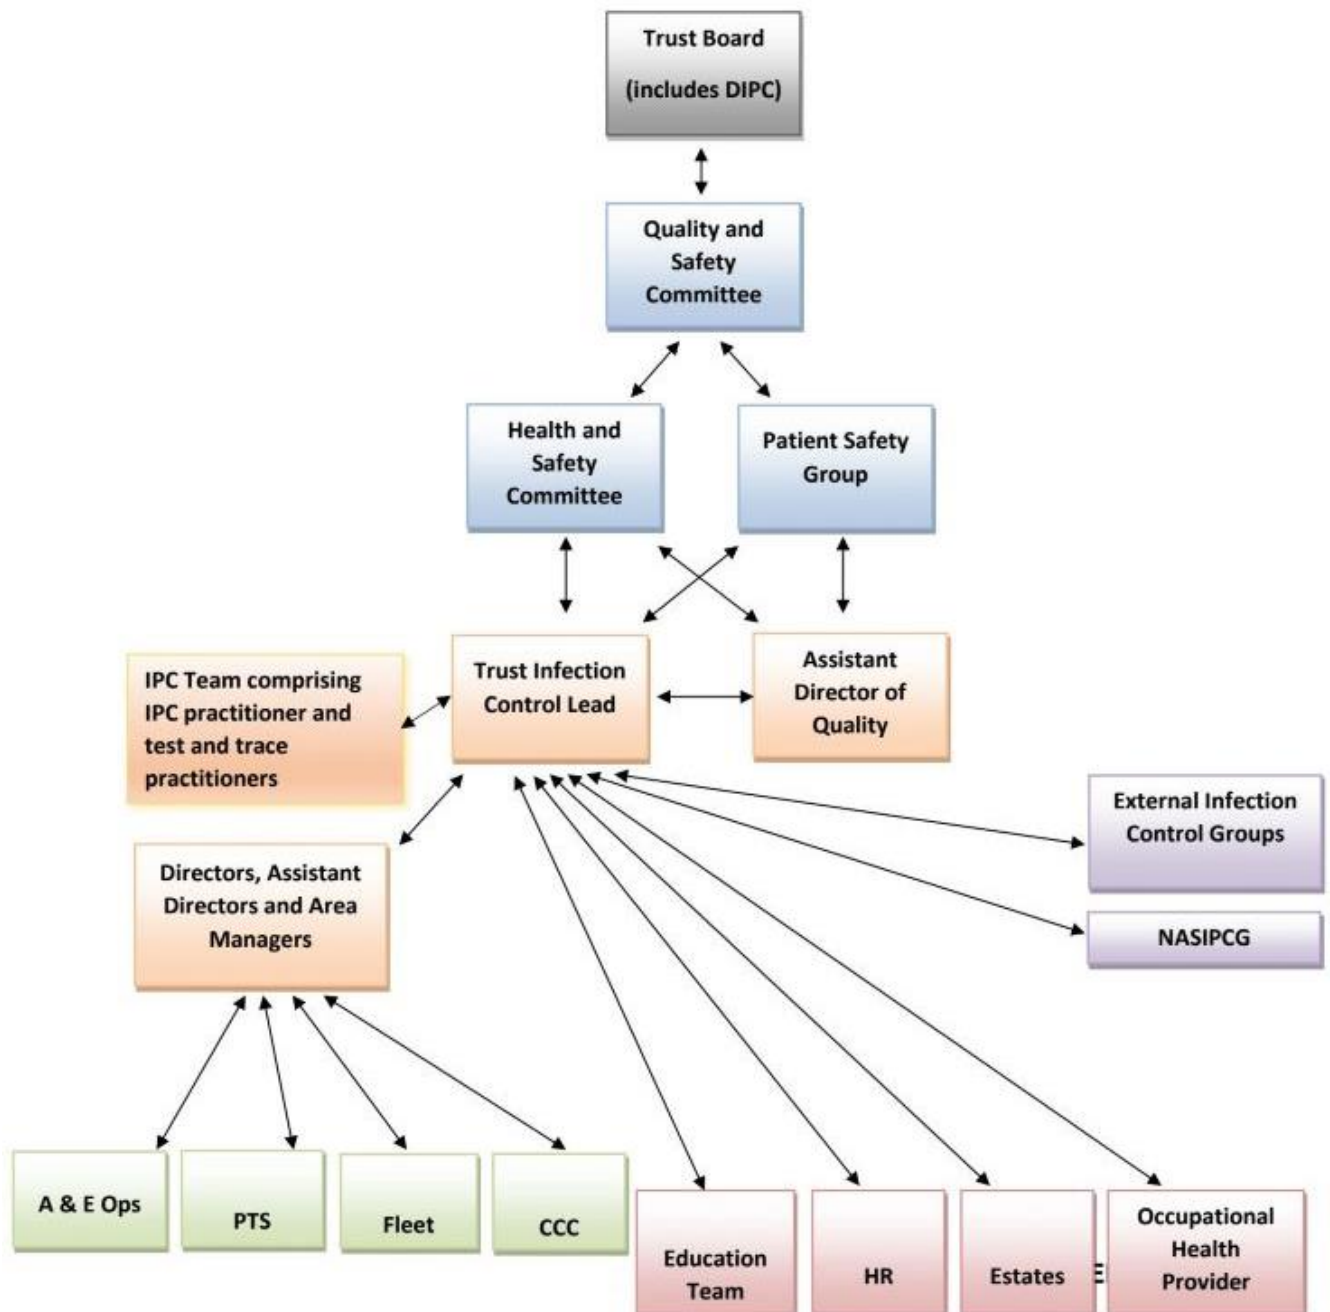 Trust Board
(includes DIPC)
Quality and
Safety
Committee
Health and
Safety
Committee
Patient Safety
Group
Trust Infection
Control Lead
Assistant
Director of
Quality
IPC Team comprising
IPC practitioner and
test and trace
practitioners
External Infection
Control Groups
Directors, Assistant
Directors and Area
Managers
NASIPCG
A & E Ops
PTS
Fleet
CCC
Education
Team
HR
Estates
Occupational
Health
Provider